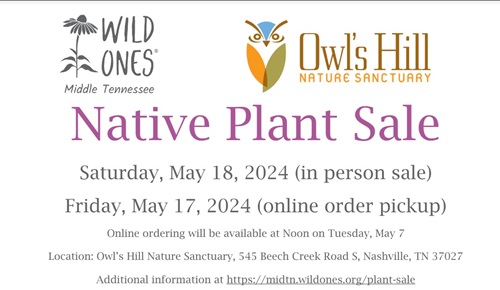 WILD
ONES®
Middle Tennessee
Owl's Hill
NATURE SANCTUARY
Native Plant Sale
Saturday, May 18, 2024 (in person sale)
Friday, May 17, 2024 (online order pickup)
Online ordering will be available at Noon on Tuesday, May 7
Location: Owl's Hill Nature Sanctuary, 545 Beech Creek Road S, Nashville, TN 37027
Additional information at https://midtn.wildones.org/plant-sale